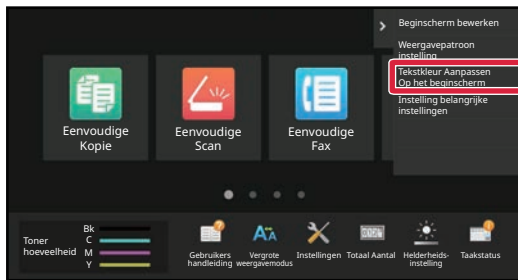 Beginscherm bewerken
Weergavepatroon
instelling
Tekstkleur Aanpassen
Op het beginscherm
Instelling belangrijke
instellingen
Eenvoudige
Kopie
Eenvoudige
Scan
Eenvoudige
Fax
Toner
hoeveelheid
Bk
C
M
Y
Gebruikers
handleiding
Vergrote
weergavemodus
Instellingen
Totaal Aantal
Helderheids-
instelling
Taakstatus